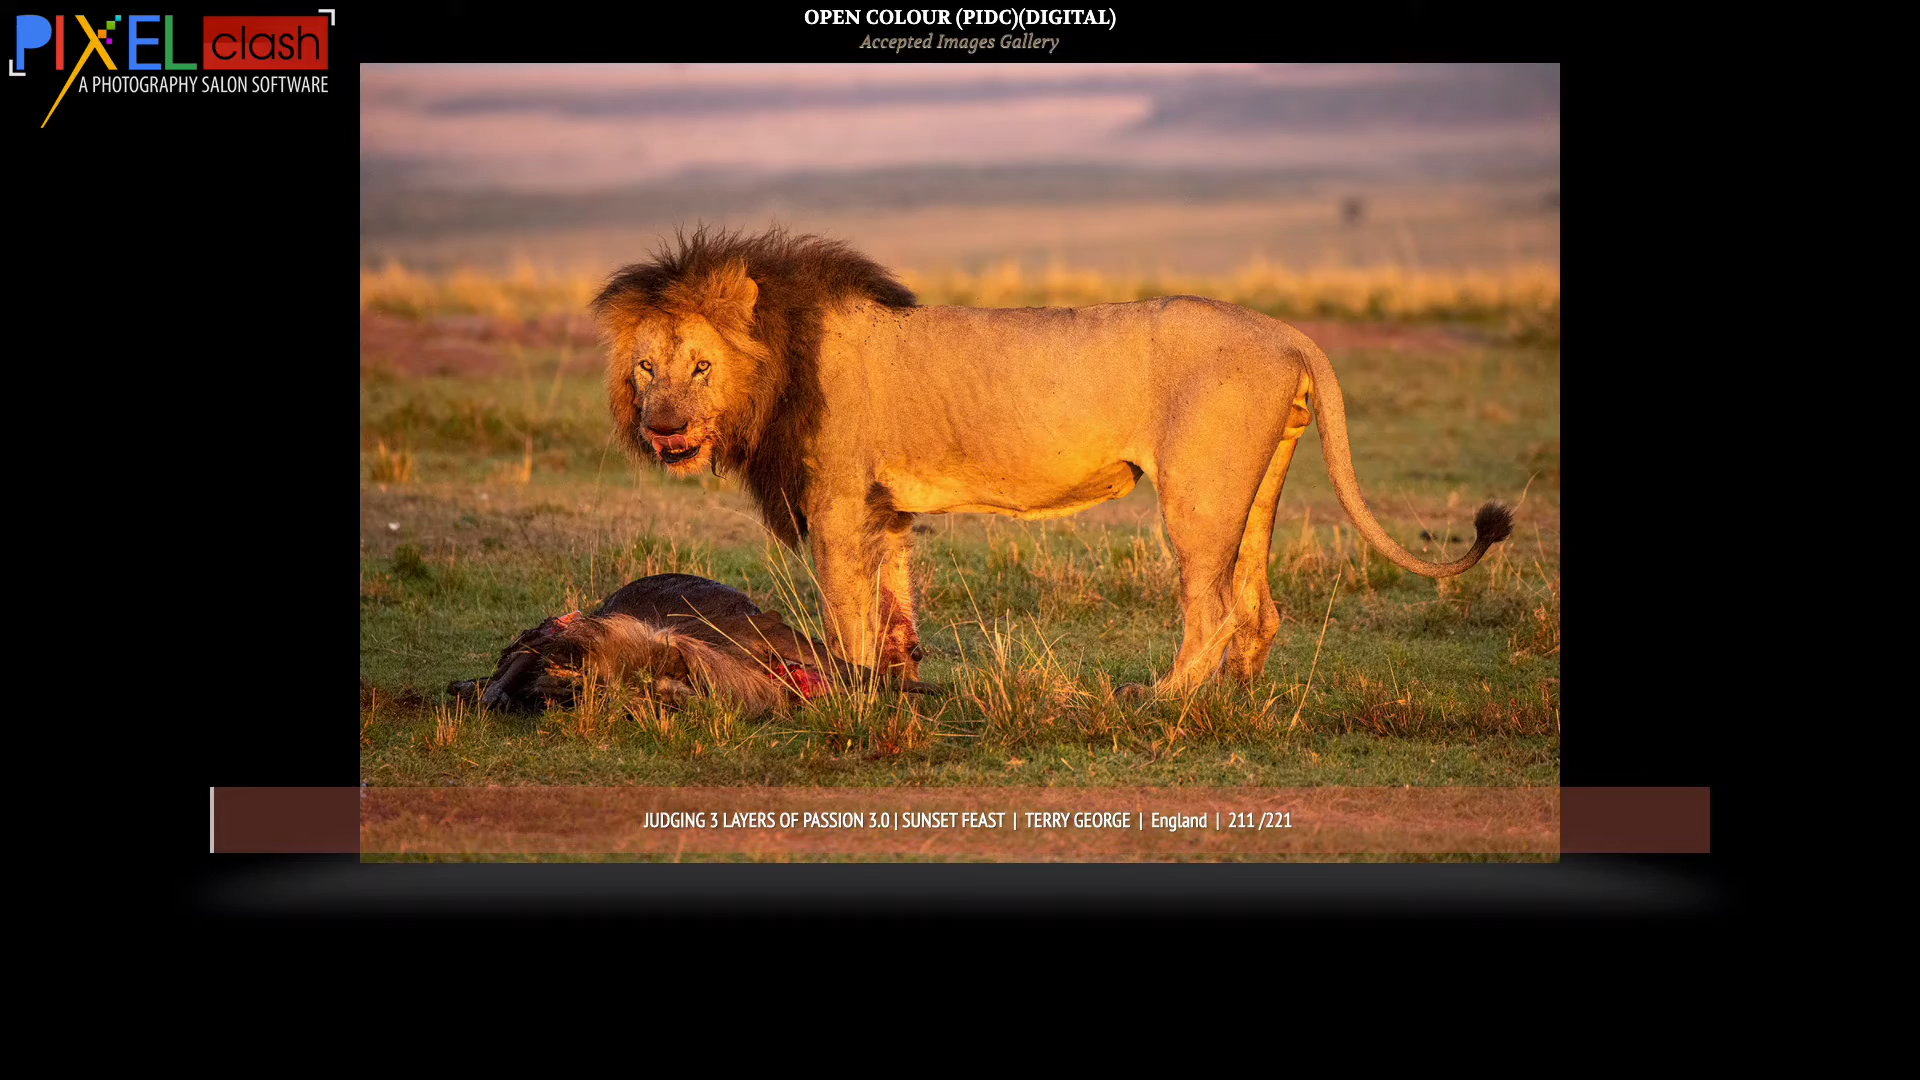 PIXEL clash
A PHOTOGRAPHY SALON SOFTWARE
OPEN COLOUR (PIDC)(DIGITAL)
Accepted Images Gallery
JUDGING 3 LAYERS OF PASSION 3.0 | SUNSET FEAST | TERRY GEORGE | England | 211 /221